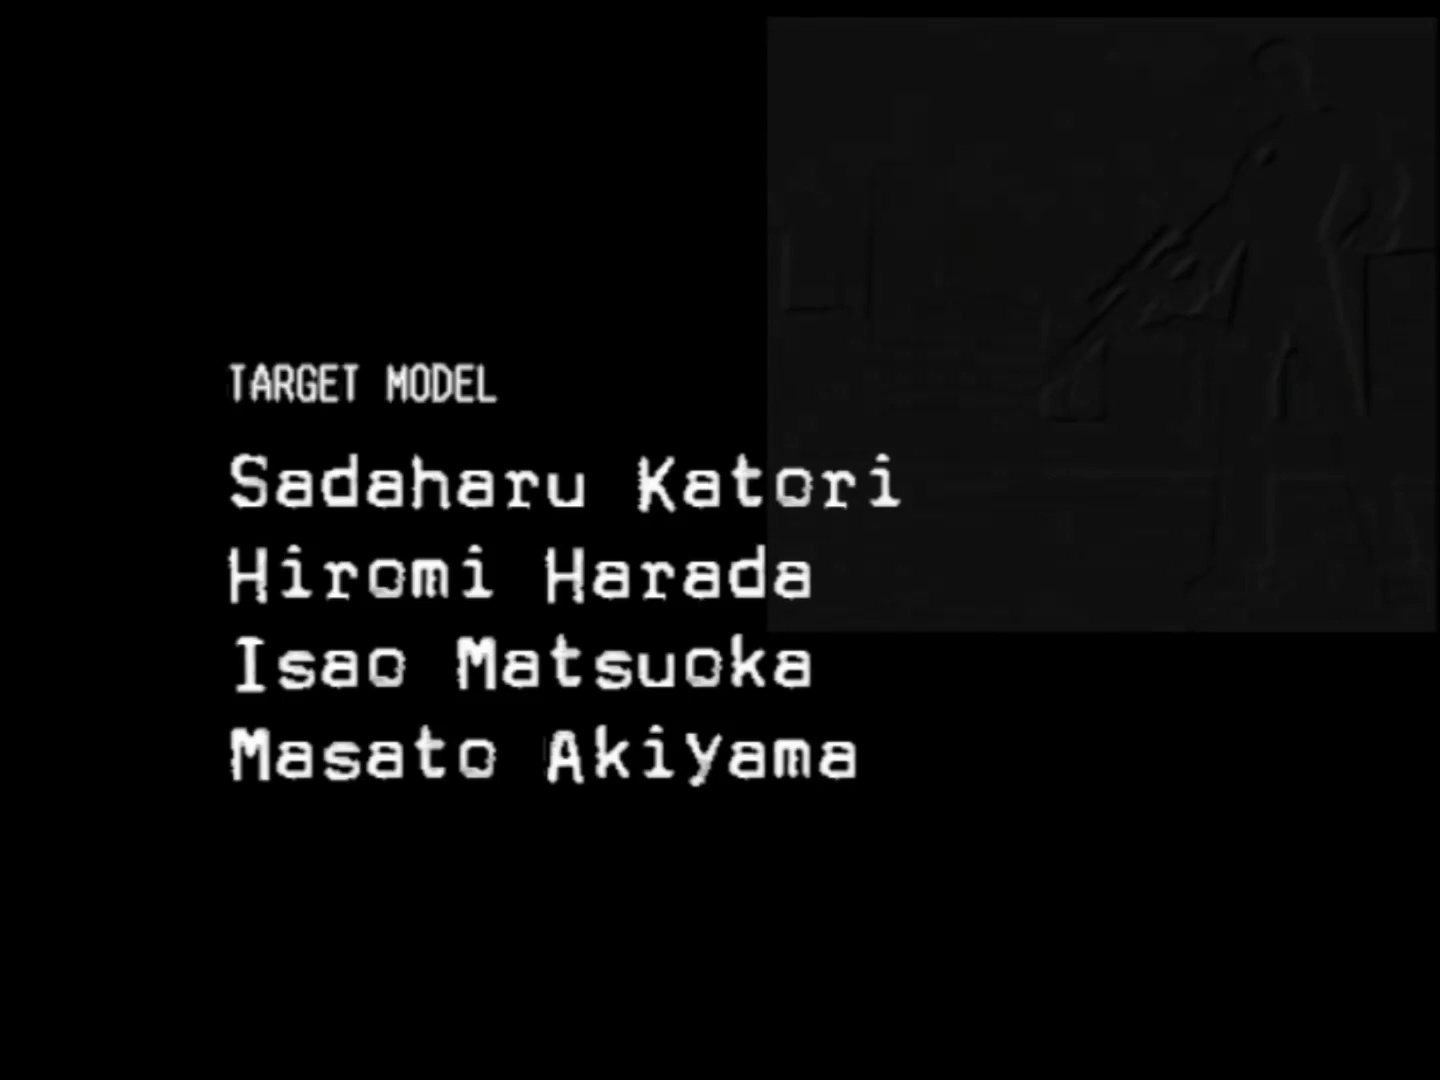 TARGET MODEL
Sadaharu Katori
Hiromi Harada
Isao Matsuoka
Masato Akiyama